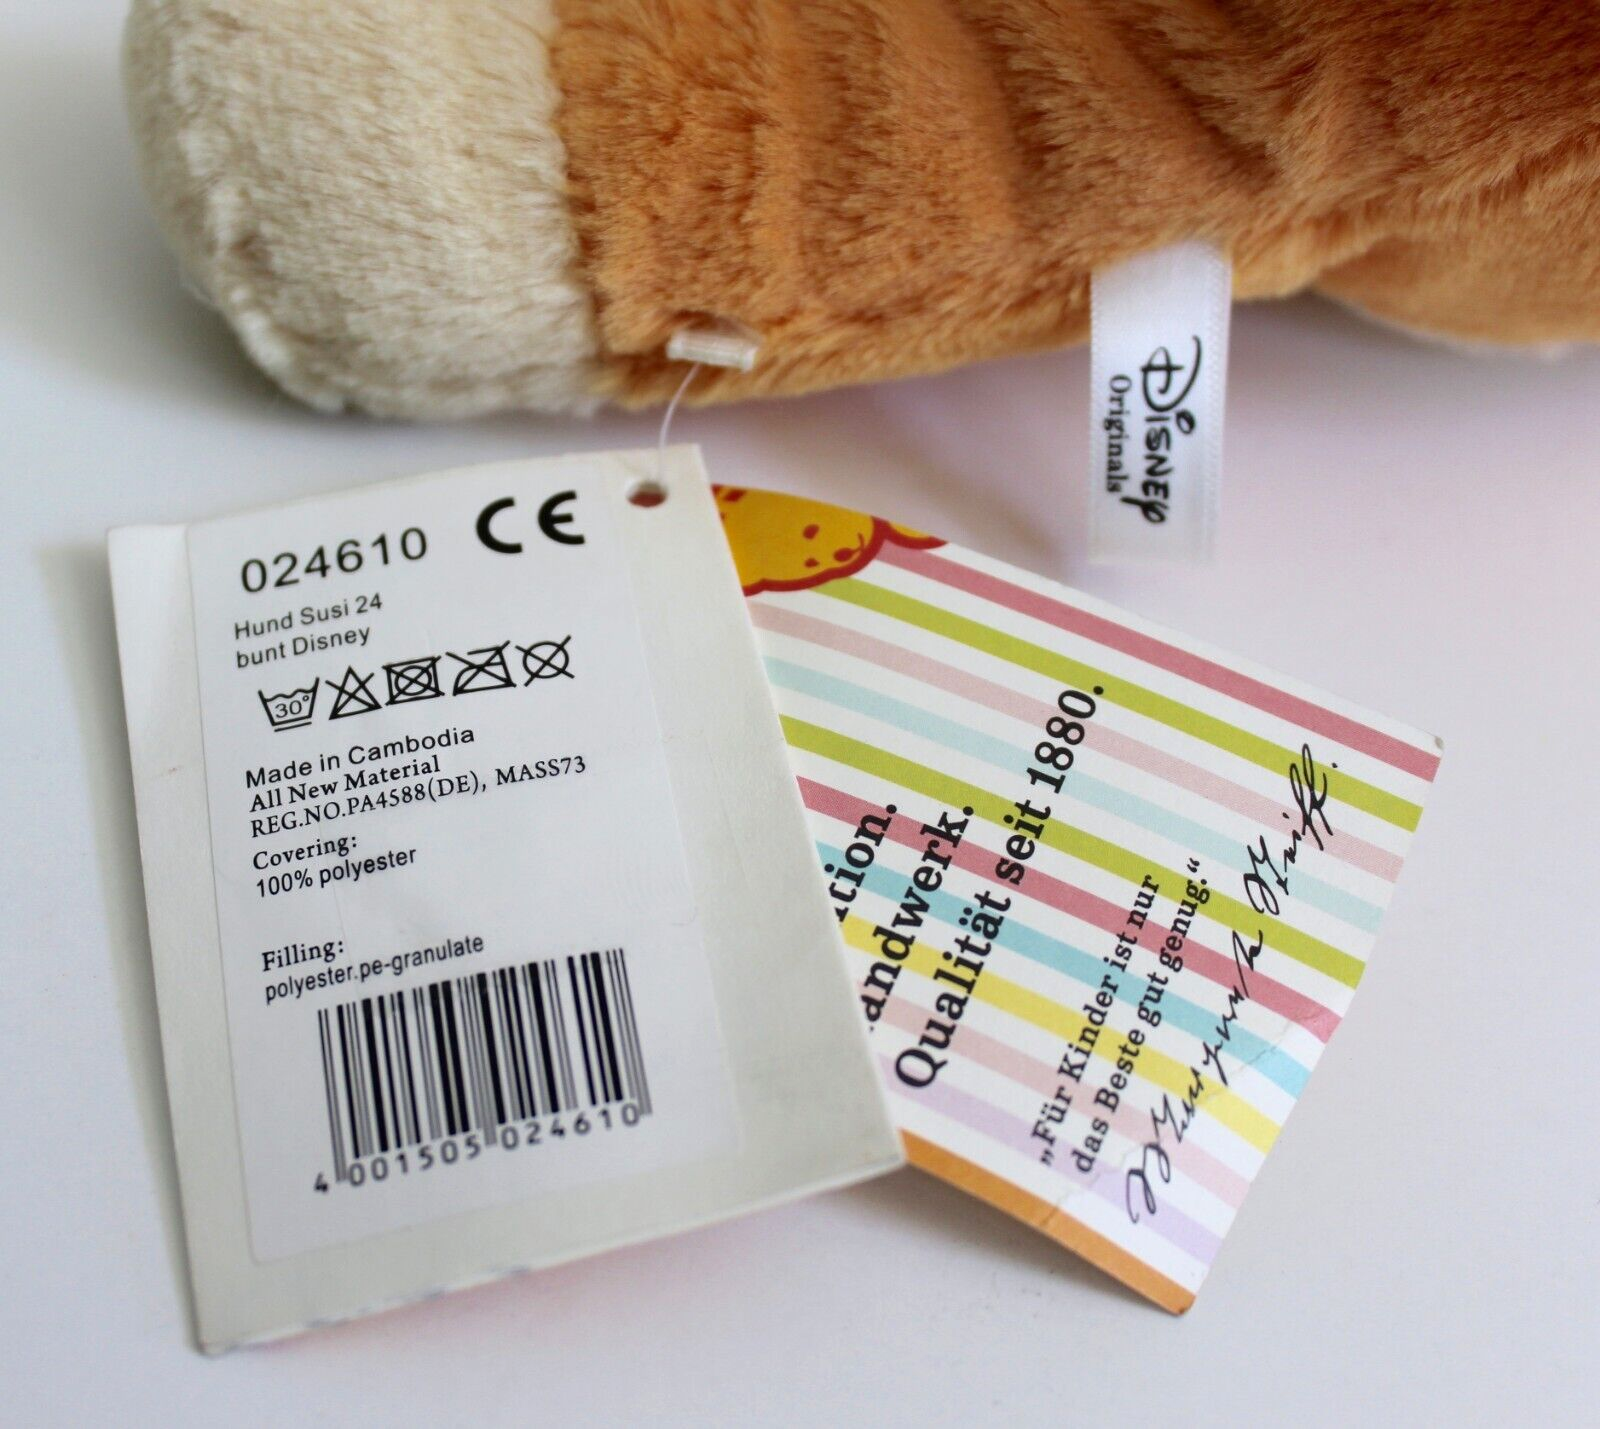 024610 CE
Hund Susi 24
bunt Disney
30°
Made in Cambodia
All New Material
REG.NO.PA4588(DE), MASS73
Covering:
100% polyester
Filling:
polyester.pe-granulate
4 001505 024610
Disney
Originals
tion.
andwerk.
Qualität seit 1880.
„Für Kinder ist nur
das Beste gut genug.“